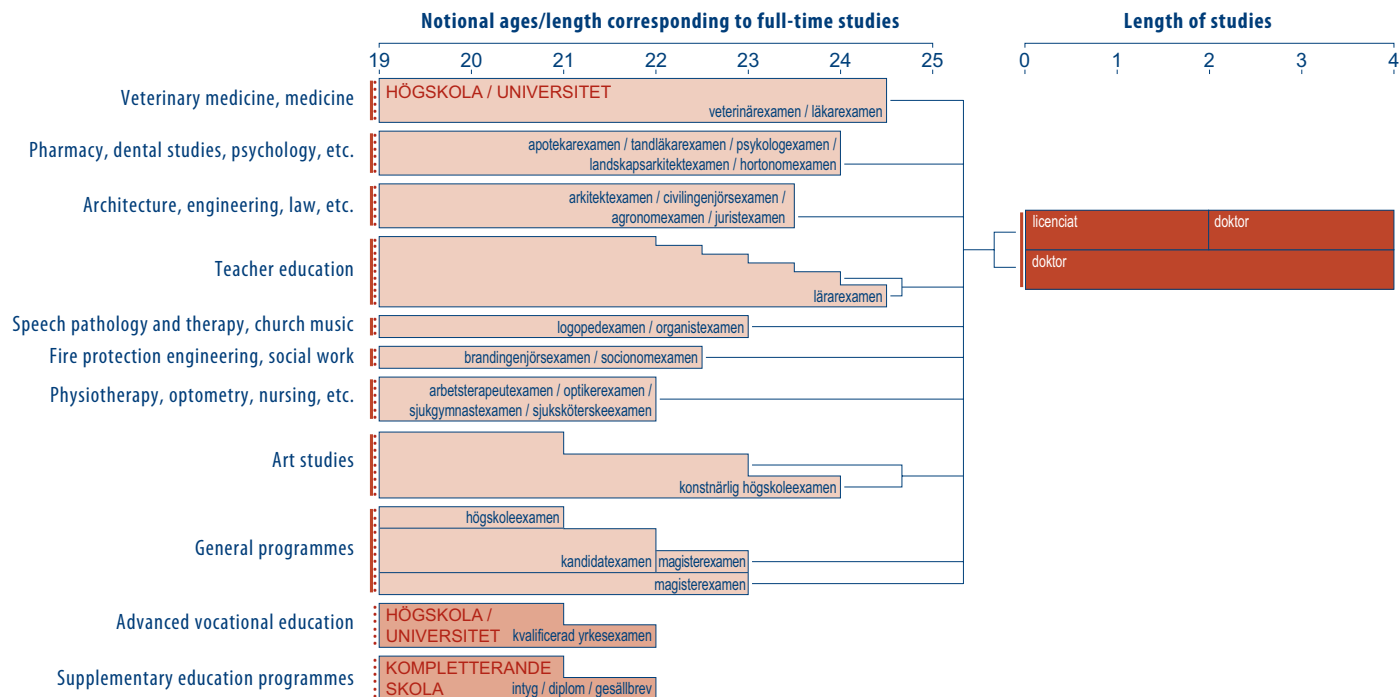 Notional ages/length corresponding to full-time studies
Length of studies
19 20 21 22 23 24 25
0 1 2 3 4
Veterinary medicine, medicine
HÖGSKOLA / UNIVERSITET
veterinärexamen / läkarexamen
Pharmacy, dental studies, psychology, etc.
apotekarexamen / tandläkarexamen / psykologexamen /
landskapsarkitektexamen / hortonomexamen
Architecture, engineering, law, etc.
arkitektexamen / civilingenjörsexamen /
agronomexamen / juristexamen
licenciat
doktor
doktor
Teacher education
lärarexamen
Speech pathology and therapy, church music
logopedexamen / organistexamen
Fire protection engineering, social work
brandingenjörsexamen / socionomexamen
Physiotherapy, optometry, nursing, etc.
arbetsterapeutexamen / optikerexamen /
sjukgymnastexamen / sjuksköterskeexamen
Art studies
konstnärlig högskoleexamen
General programmes
högskoleexamen
kandidatexamen
magisterexamen
magisterexamen
Advanced vocational education
HÖGSKOLA /
UNIVERSITET
kvalificerad yrkesexamen
Supplementary education programmes
KOMPLETTERANDE
SKOLA
intyg / diplom / gesällbrev